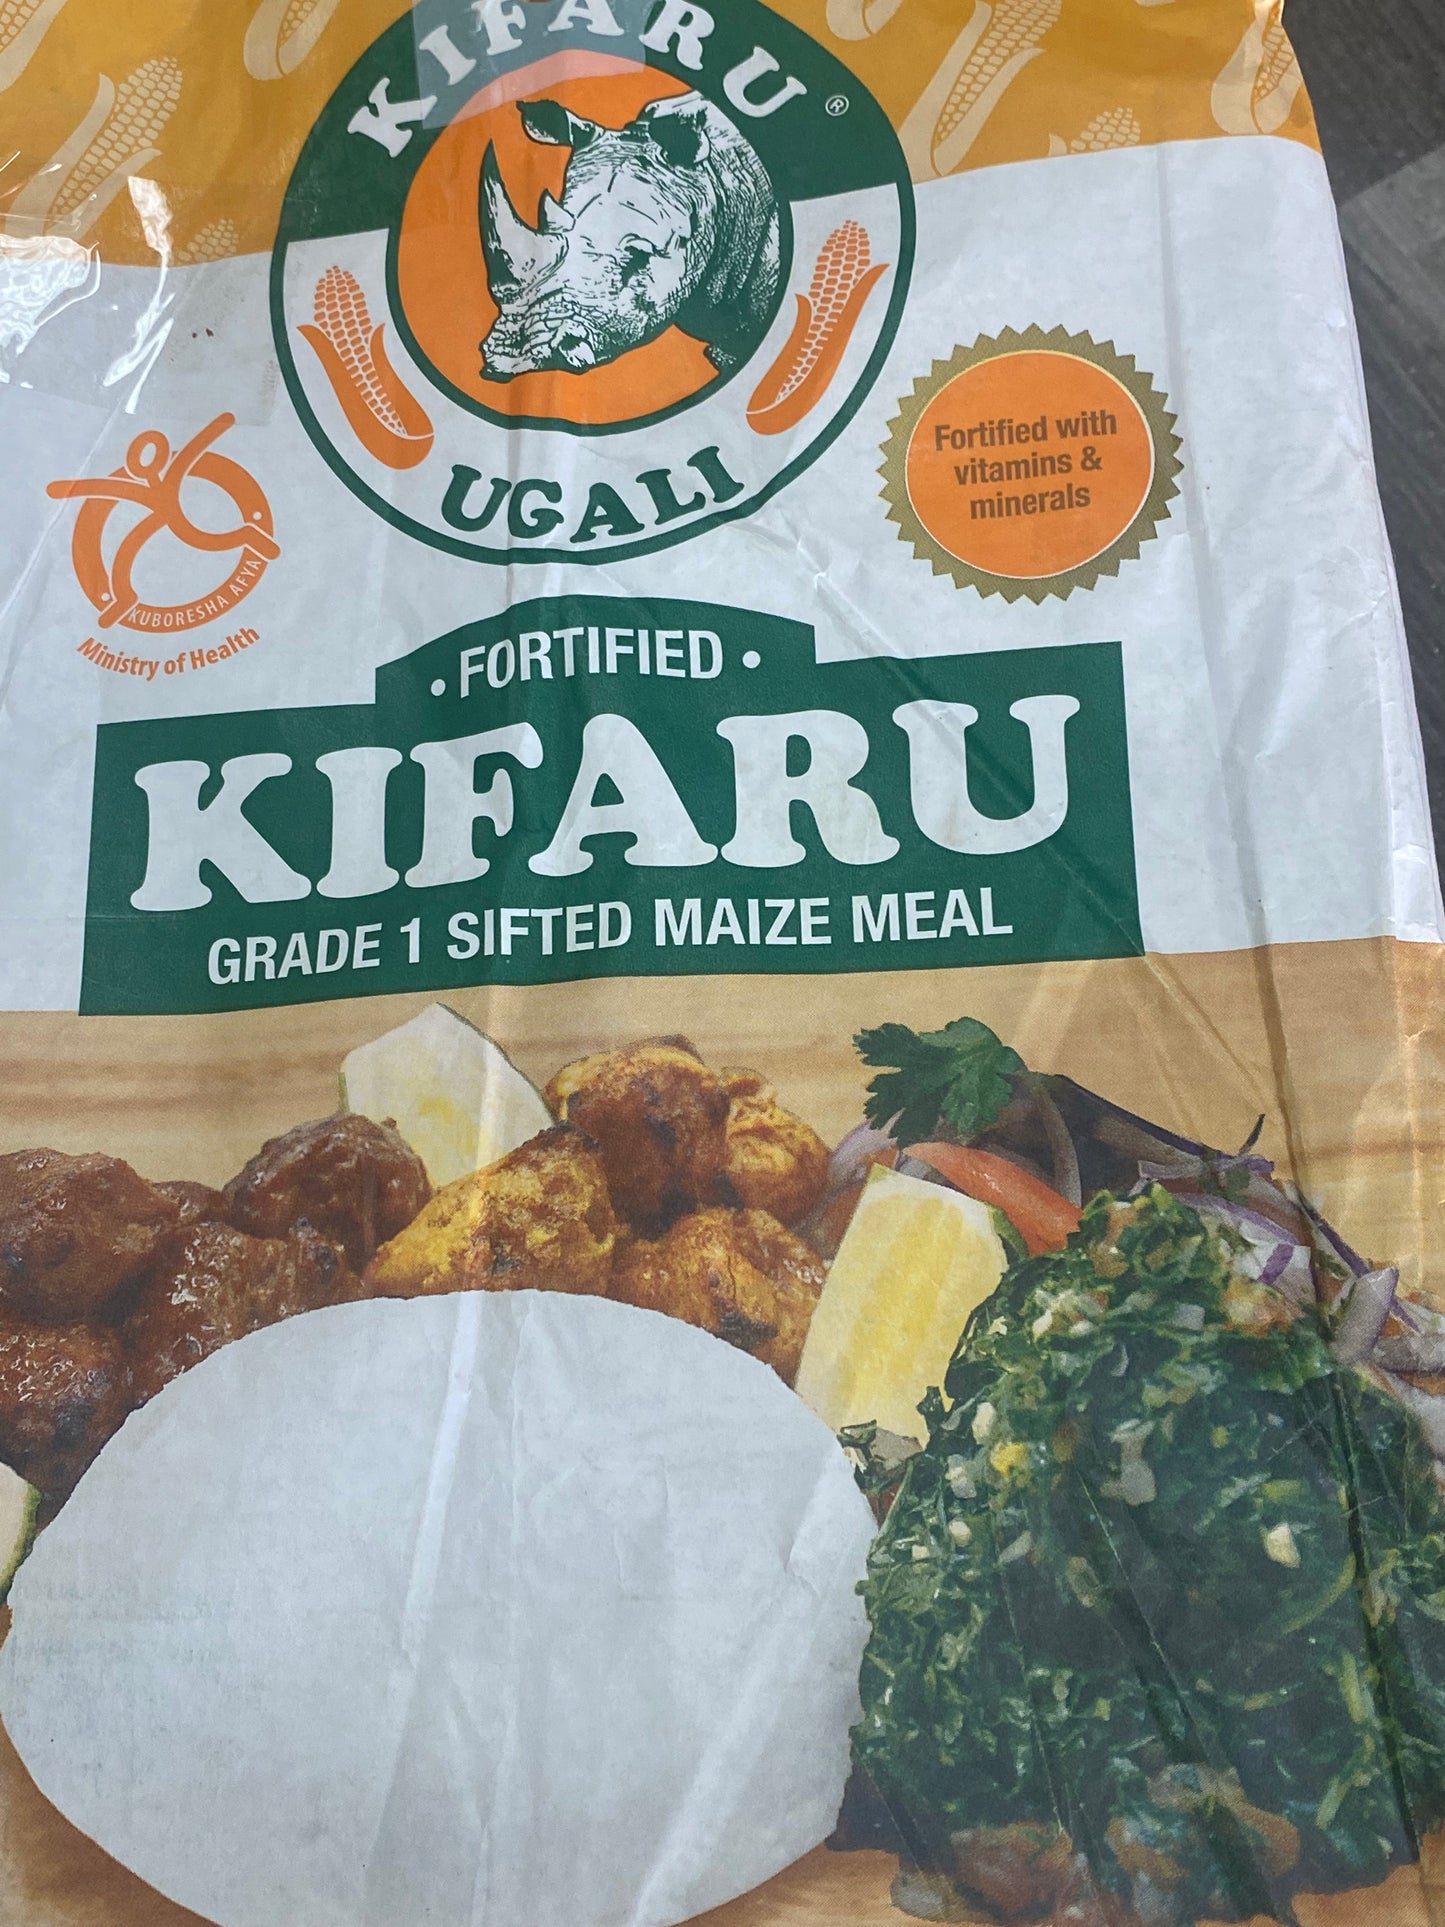 KIFARU ®
UGALI
Fortified with
vitamins &
minerals
KUBORESHA AFYA
Ministry of Health
• FORTIFIED •
KIFARU
GRADE 1 SIFTED MAIZE MEAL